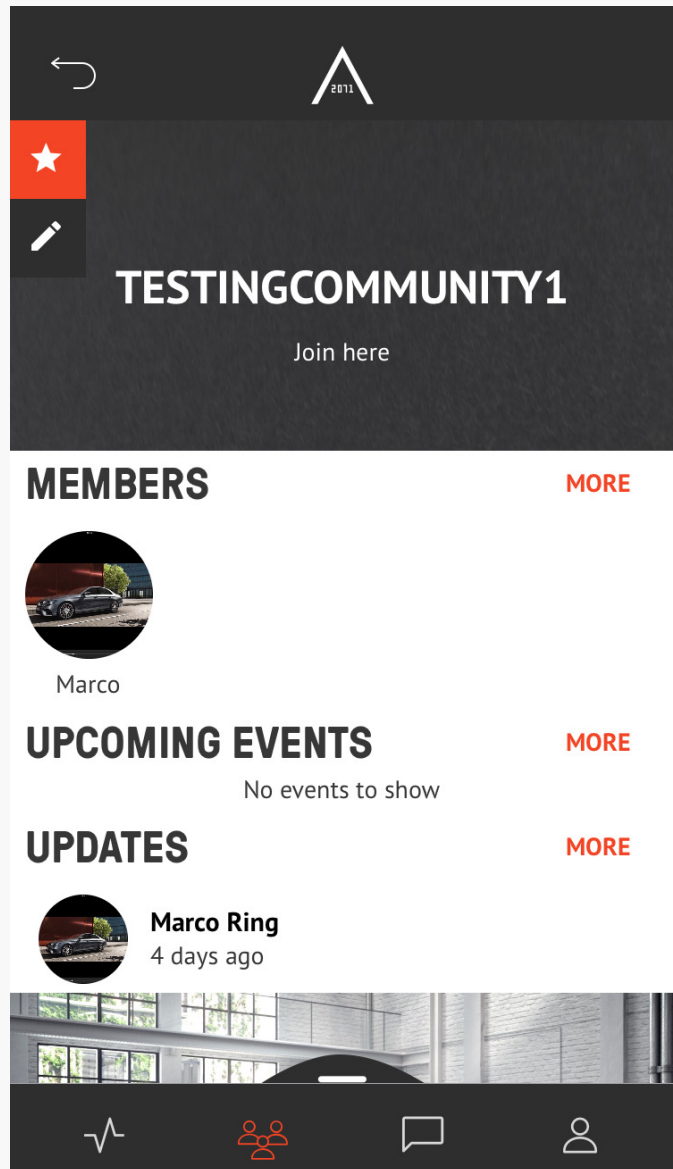 2071
TESTINGCOMMUNITY1
Join here
MEMBERS
MORE
Marco
UPCOMING EVENTS
MORE
No events to show
UPDATES
MORE
Marco Ring
4 days ago